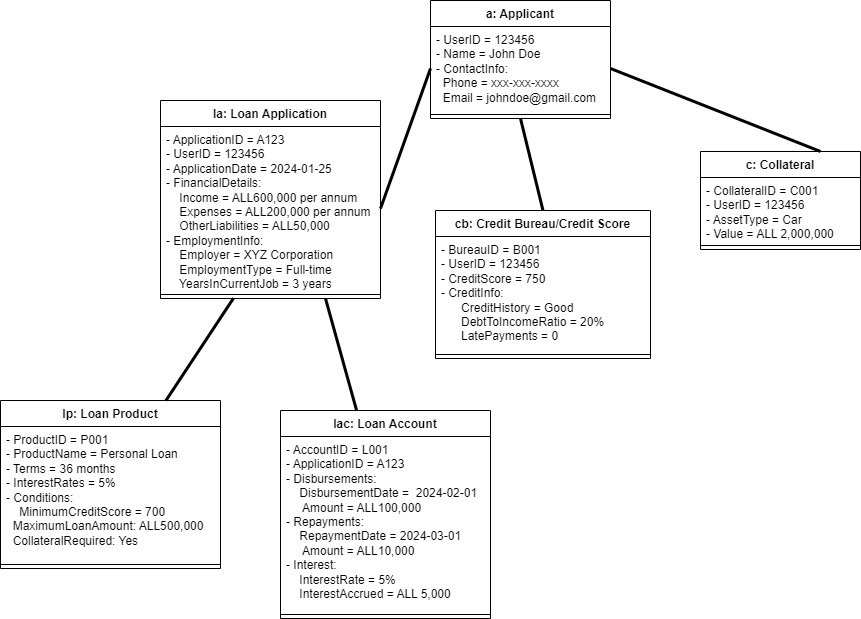 a: Applicant
- UserID = 123456
- Name = John Doe
- ContactInfo:
Phone = xxx-xxx-xxxx
Email = johndoe@gmail.com
la: Loan Application
- ApplicationID = A123
- UserID = 123456
- ApplicationDate = 2024-01-25
- FinancialDetails:
Income = ALL600,000 per annum
Expenses = ALL200,000 per annum
OtherLiabilities = ALL50,000
- EmploymentInfo:
Employer = XYZ Corporation
EmploymentType = Full-time
YearsInCurrentJob = 3 years
c: Collateral
- CollateralID = C001
- UserID = 123456
- AssetType = Car
- Value = ALL 2,000,000
cb: Credit Bureau/Credit Score
- BureauID = B001
- UserID = 123456
- CreditScore = 750
- CreditInfo:
CreditHistory = Good
DebtToIncomeRatio = 20%
LatePayments = 0
lp: Loan Product
- ProductID = P001
- ProductName = Personal Loan
- Terms = 36 months
- InterestRates = 5%
- Conditions:
MinimumCreditScore = 700
MaximumLoanAmount: ALL500,000
CollateralRequired: Yes
lac: Loan Account
- AccountID = L001
- ApplicationID = A123
- Disbursements:
DisbursementDate = 2024-02-01
Amount = ALL100,000
- Repayments:
RepaymentDate = 2024-03-01
Amount = ALL10,000
- Interest:
InterestRate = 5%
InterestAccrued = ALL 5,000